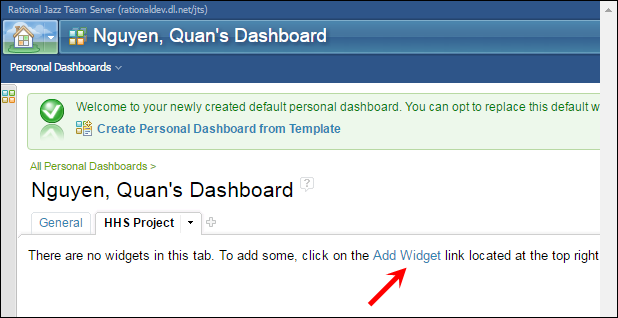 Rational Jazz Team Server (rationaldev.dl.net/jts)
Nguyen, Quan's Dashboard
Personal Dashboards
Welcome to your newly created default personal dashboard. You can opt to replace this default w
Create Personal Dashboard from Template
All Personal Dashboards >
Nguyen, Quan's Dashboard ?
General HHS Project
There are no widgets in this tab. To add some, click on the Add Widget link located at the top right